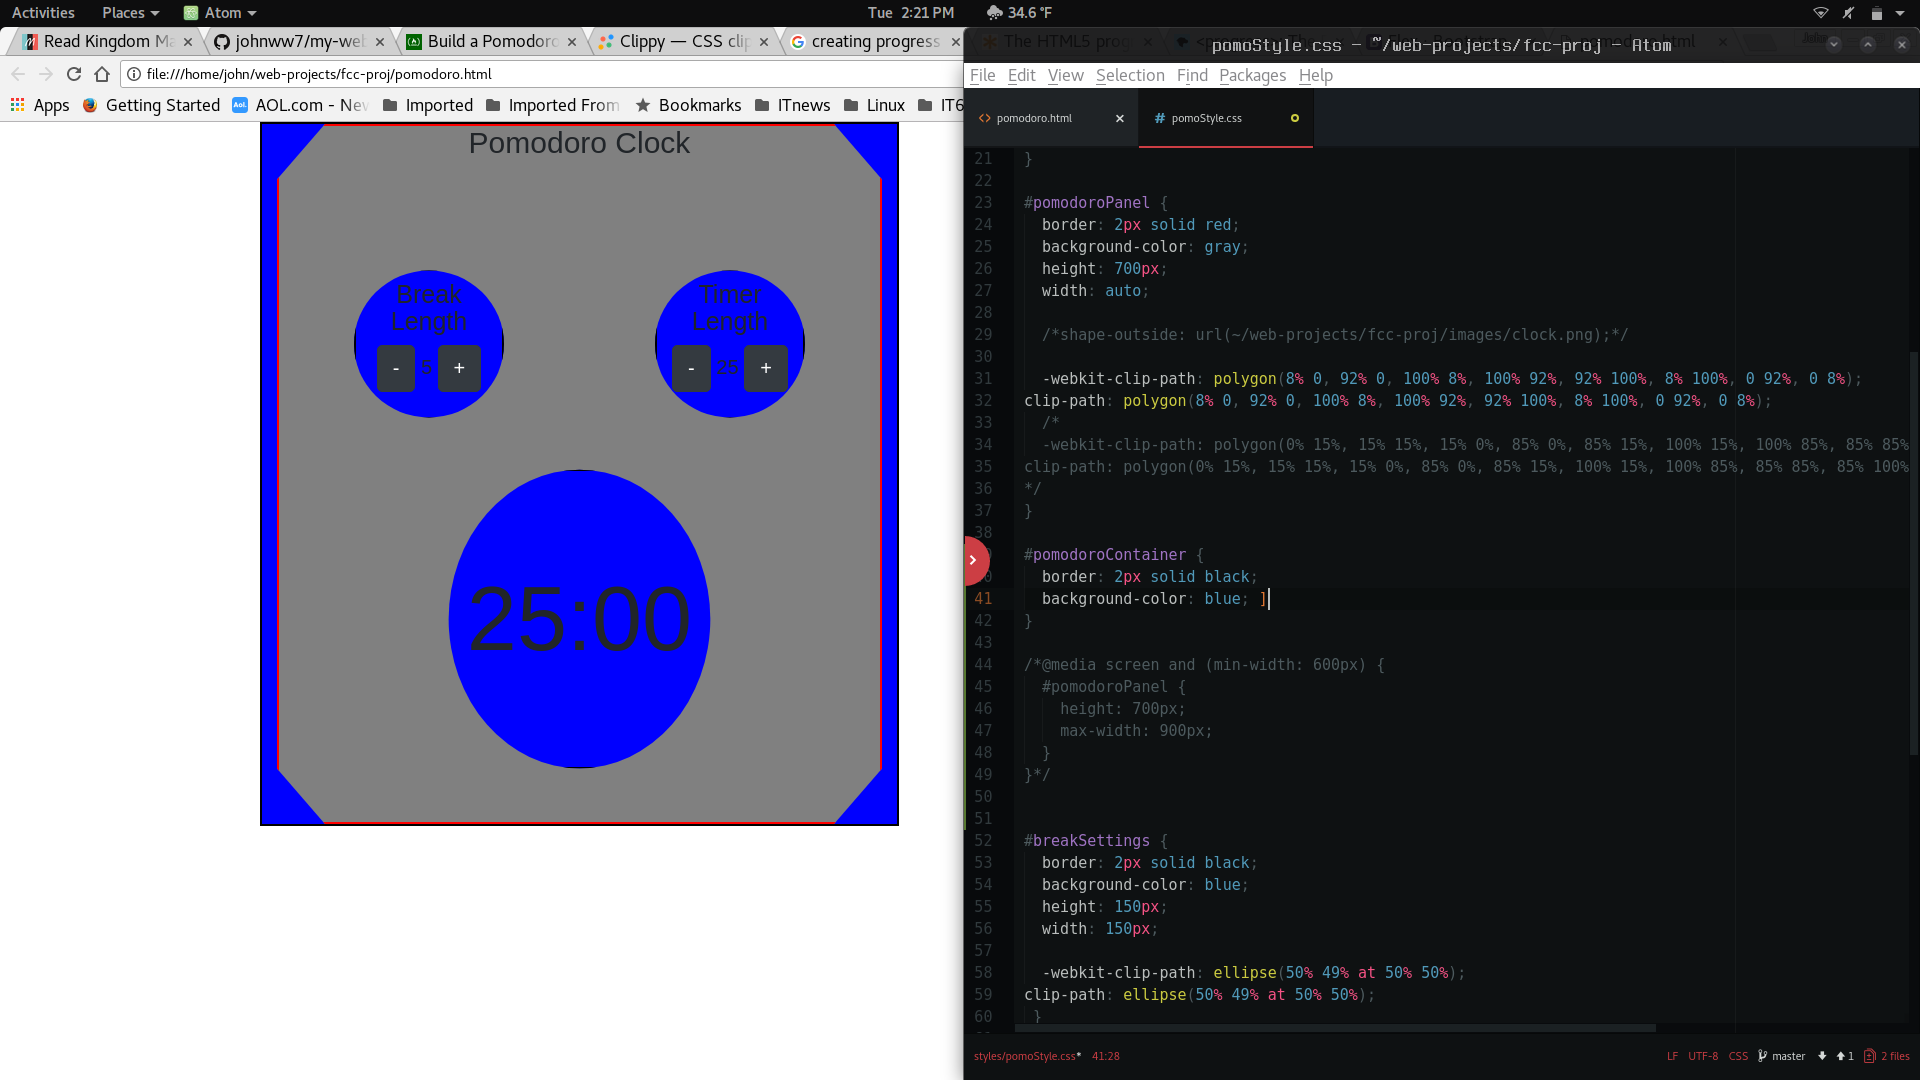 Activities Places Atom Tue 2:21 PM 34.6 °F
Read Kingdom Ma johnww7/my-web Build a Pomodoro Clippy — CSS clip creating progress
pomoStyle.css — ~/web-projects/fcc-proj — Atom
file:///home/john/web-projects/fcc-proj/pomodoro.html
File Edit View Selection Find Packages Help
Apps Getting Started AOL.com - New Imported Imported From Bookmarks ITnews Linux IT6
pomodoro.html pomoStyle.css
Pomodoro Clock
Break
Length
- 5 +
Timer
Length
- 25 +
25:00
21 }
22
23 #pomodoroPanel {
24 border: 2px solid red;
25 background-color: gray;
26 height: 700px;
27 width: auto;
28
29 /*shape-outside: url(~/web-projects/fcc-proj/images/clock.png);*/
30
31 -webkit-clip-path: polygon(8% 0, 92% 0, 100% 8%, 100% 92%, 92% 100%, 8% 100%, 0 92%, 0 8%);
32 clip-path: polygon(8% 0, 92% 0, 100% 8%, 100% 92%, 92% 100%, 8% 100%, 0 92%, 0 8%);
33 /*
34 -webkit-clip-path: polygon(0% 15%, 15% 15%, 15% 0%, 85% 0%, 85% 15%, 100% 15%, 100% 85%, 85% 85%
35 clip-path: polygon(0% 15%, 15% 15%, 15% 0%, 85% 0%, 85% 15%, 100% 15%, 100% 85%, 85% 85%, 85% 100%
36 */
37 }
38
#pomodoroContainer {
0 border: 2px solid black;
41 background-color: blue; ]
42 }
43
44 /*@media screen and (min-width: 600px) {
45 #pomodoroPanel {
46 height: 700px;
47 max-width: 900px;
48 }
49 }*/
50
51
52 #breakSettings {
53 border: 2px solid black;
54 background-color: blue;
55 height: 150px;
56 width: 150px;
57
58 -webkit-clip-path: ellipse(50% 49% at 50% 50%);
59 clip-path: ellipse(50% 49% at 50% 50%);
60 }
styles/pomoStyle.css* 41:28 LF UTF-8 CSS master 1 2 files